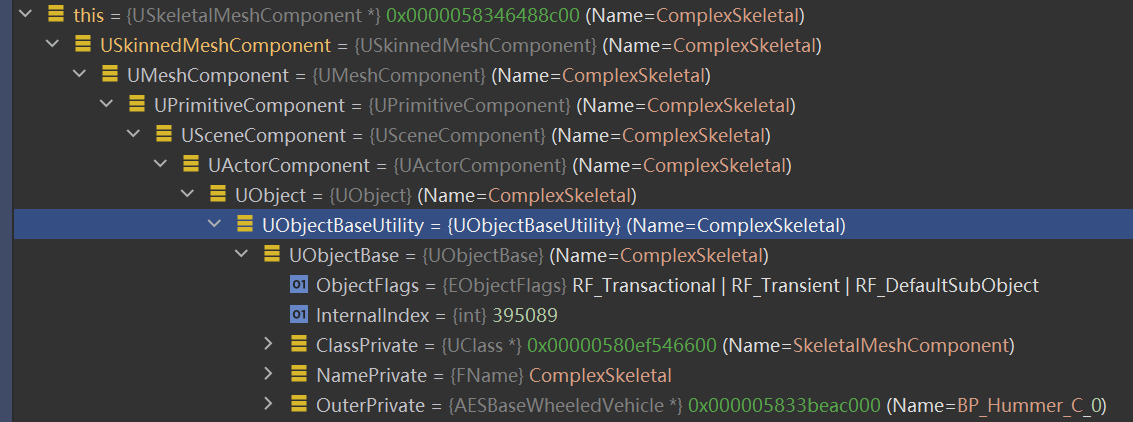 this = {USkeletalMeshComponent *} 0x0000058346488c00 (Name=ComplexSkeletal)
USkinnedMeshComponent = {USkinnedMeshComponent} (Name=ComplexSkeletal)
UMeshComponent = {UMeshComponent} (Name=ComplexSkeletal)
UPrimitiveComponent = {UPrimitiveComponent} (Name=ComplexSkeletal)
USceneComponent = {USceneComponent} (Name=ComplexSkeletal)
UActorComponent = {UActorComponent} (Name=ComplexSkeletal)
UObject = {UObject} (Name=ComplexSkeletal)
UObjectBaseUtility = {UObjectBaseUtility} (Name=ComplexSkeletal)
UObjectBase = {UObjectBase} (Name=ComplexSkeletal)
01 ObjectFlags = {EObjectFlags} RF_Transactional | RF_Transient | RF_DefaultSubObject
01 InternalIndex = {int} 395089
ClassPrivate = {UClass *} 0x00000580ef546600 (Name=SkeletalMeshComponent)
NamePrivate = {FName} ComplexSkeletal
OuterPrivate = {AESBaseWheeledVehicle *} 0x000005833beac000 (Name=BP_Hummer_C_0)